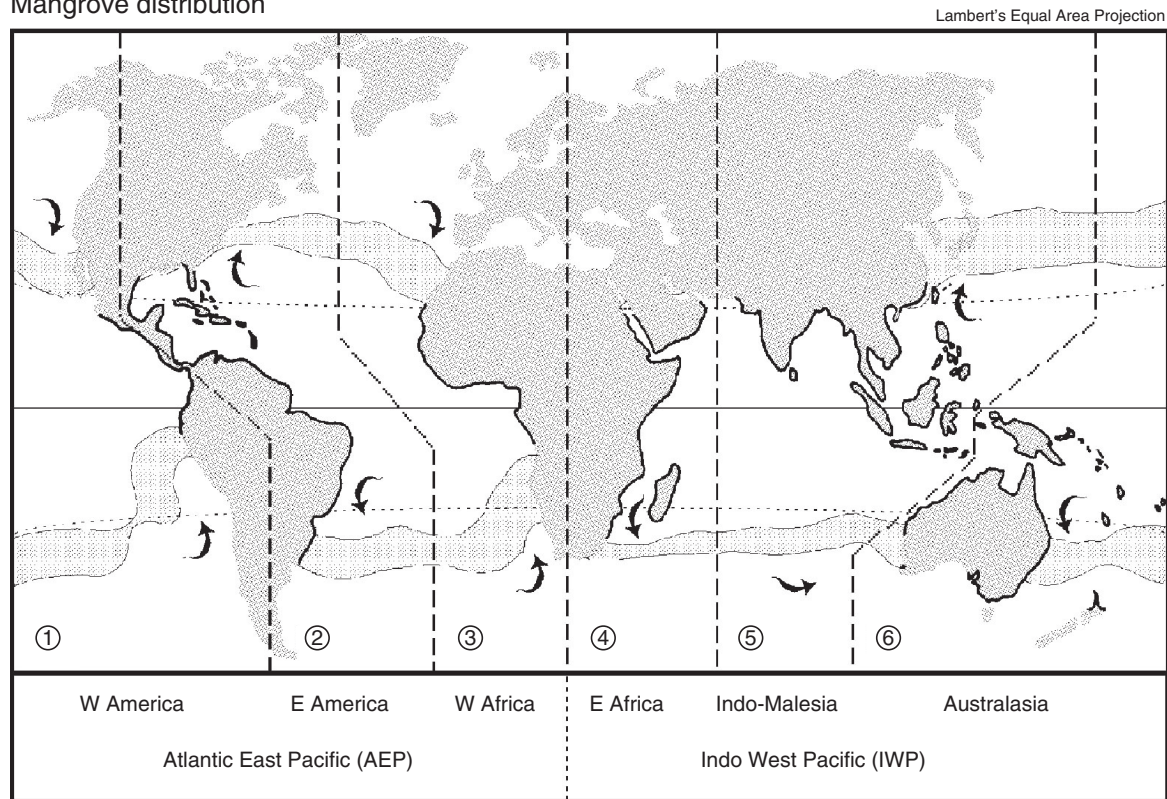 Mangrove distribution
Lambert's Equal Area Projection
① ② ③ ④ ⑤ ⑥
W America E America W Africa E Africa Indo-Malesia Australasia
Atlantic East Pacific (AEP) Indo West Pacific (IWP)